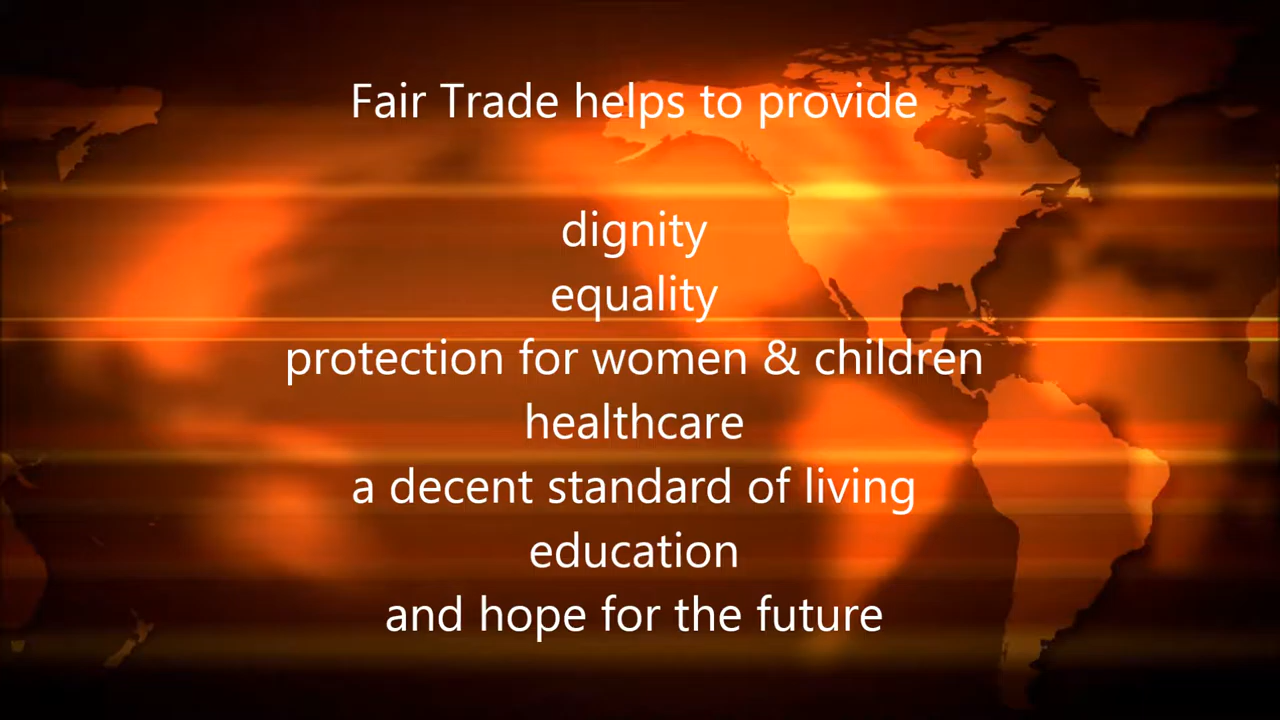 Fair Trade helps to provide
dignity
equality
protection for women & children
healthcare
a decent standard of living
education
and hope for the future